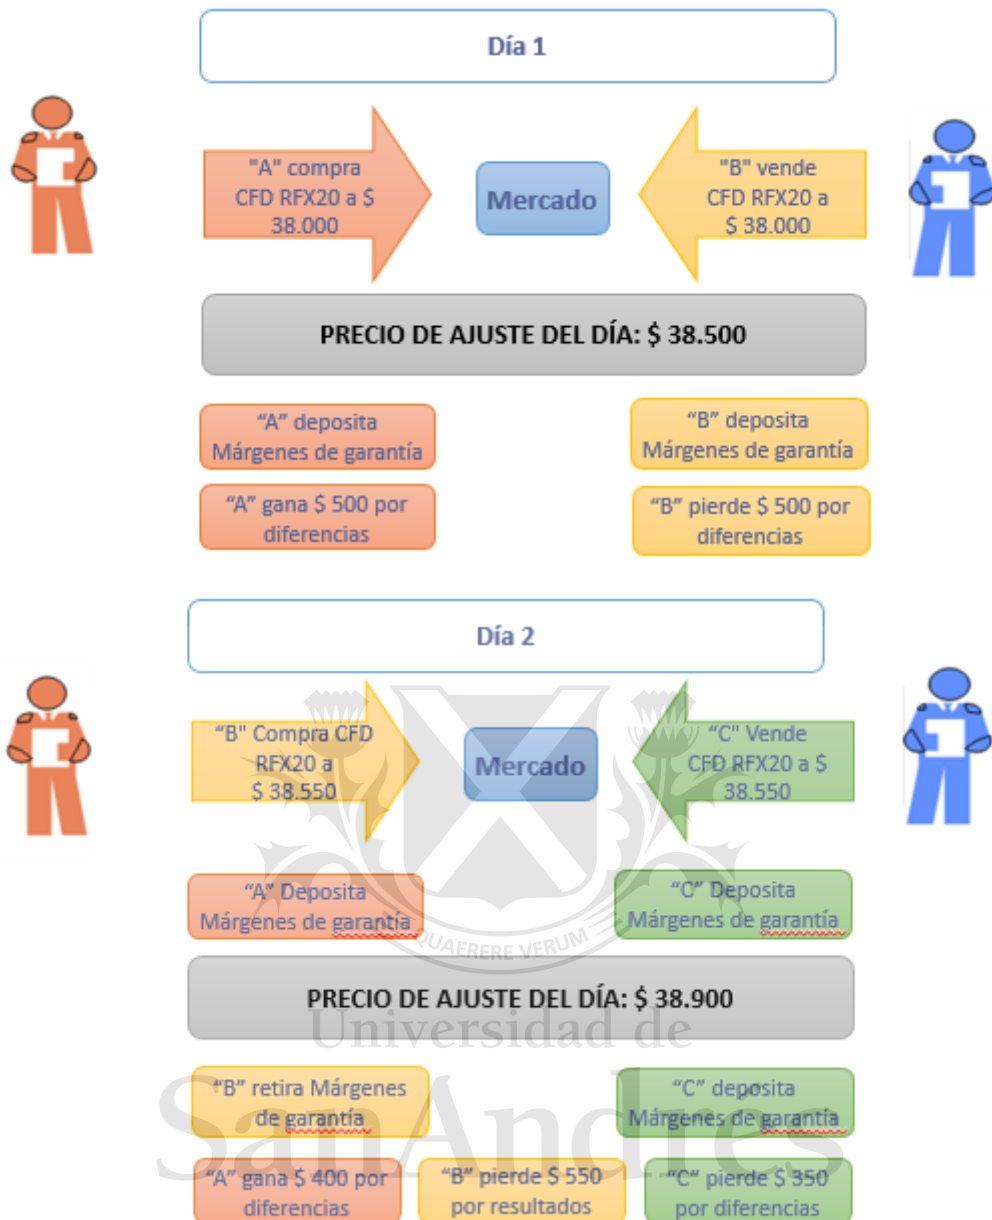 Día 1
"A" compra
CFD RFX20 a $
38.000
Mercado
"B" vende
CFD RFX20 a
$ 38.000
PRECIO DE AJUSTE DEL DÍA: $ 38.500
“A” deposita
Márgenes de garantía
“B” deposita
Márgenes de garantía
“A” gana $ 500 por
diferencias
“B” pierde $ 500 por
diferencias
Día 2
“B" Compra CFD
RFX20 a
$ 38.550
Mercado
“C" Vende
CFD RFX20 a $
38.550
“A” Deposita
Márgenes de garantía
“C” Deposita
Márgenes de garantía
QUAERERE VERUM
PRECIO DE AJUSTE DEL DÍA: $ 38.900
Universidad de
SanAndrés
“B” retira Márgenes
de garantía
“C” deposita
Márgenes de garantía
“A” gana $ 400 por
diferencias
“B” pierde $ 550
por resultados
“C” pierde $ 350
por diferencias